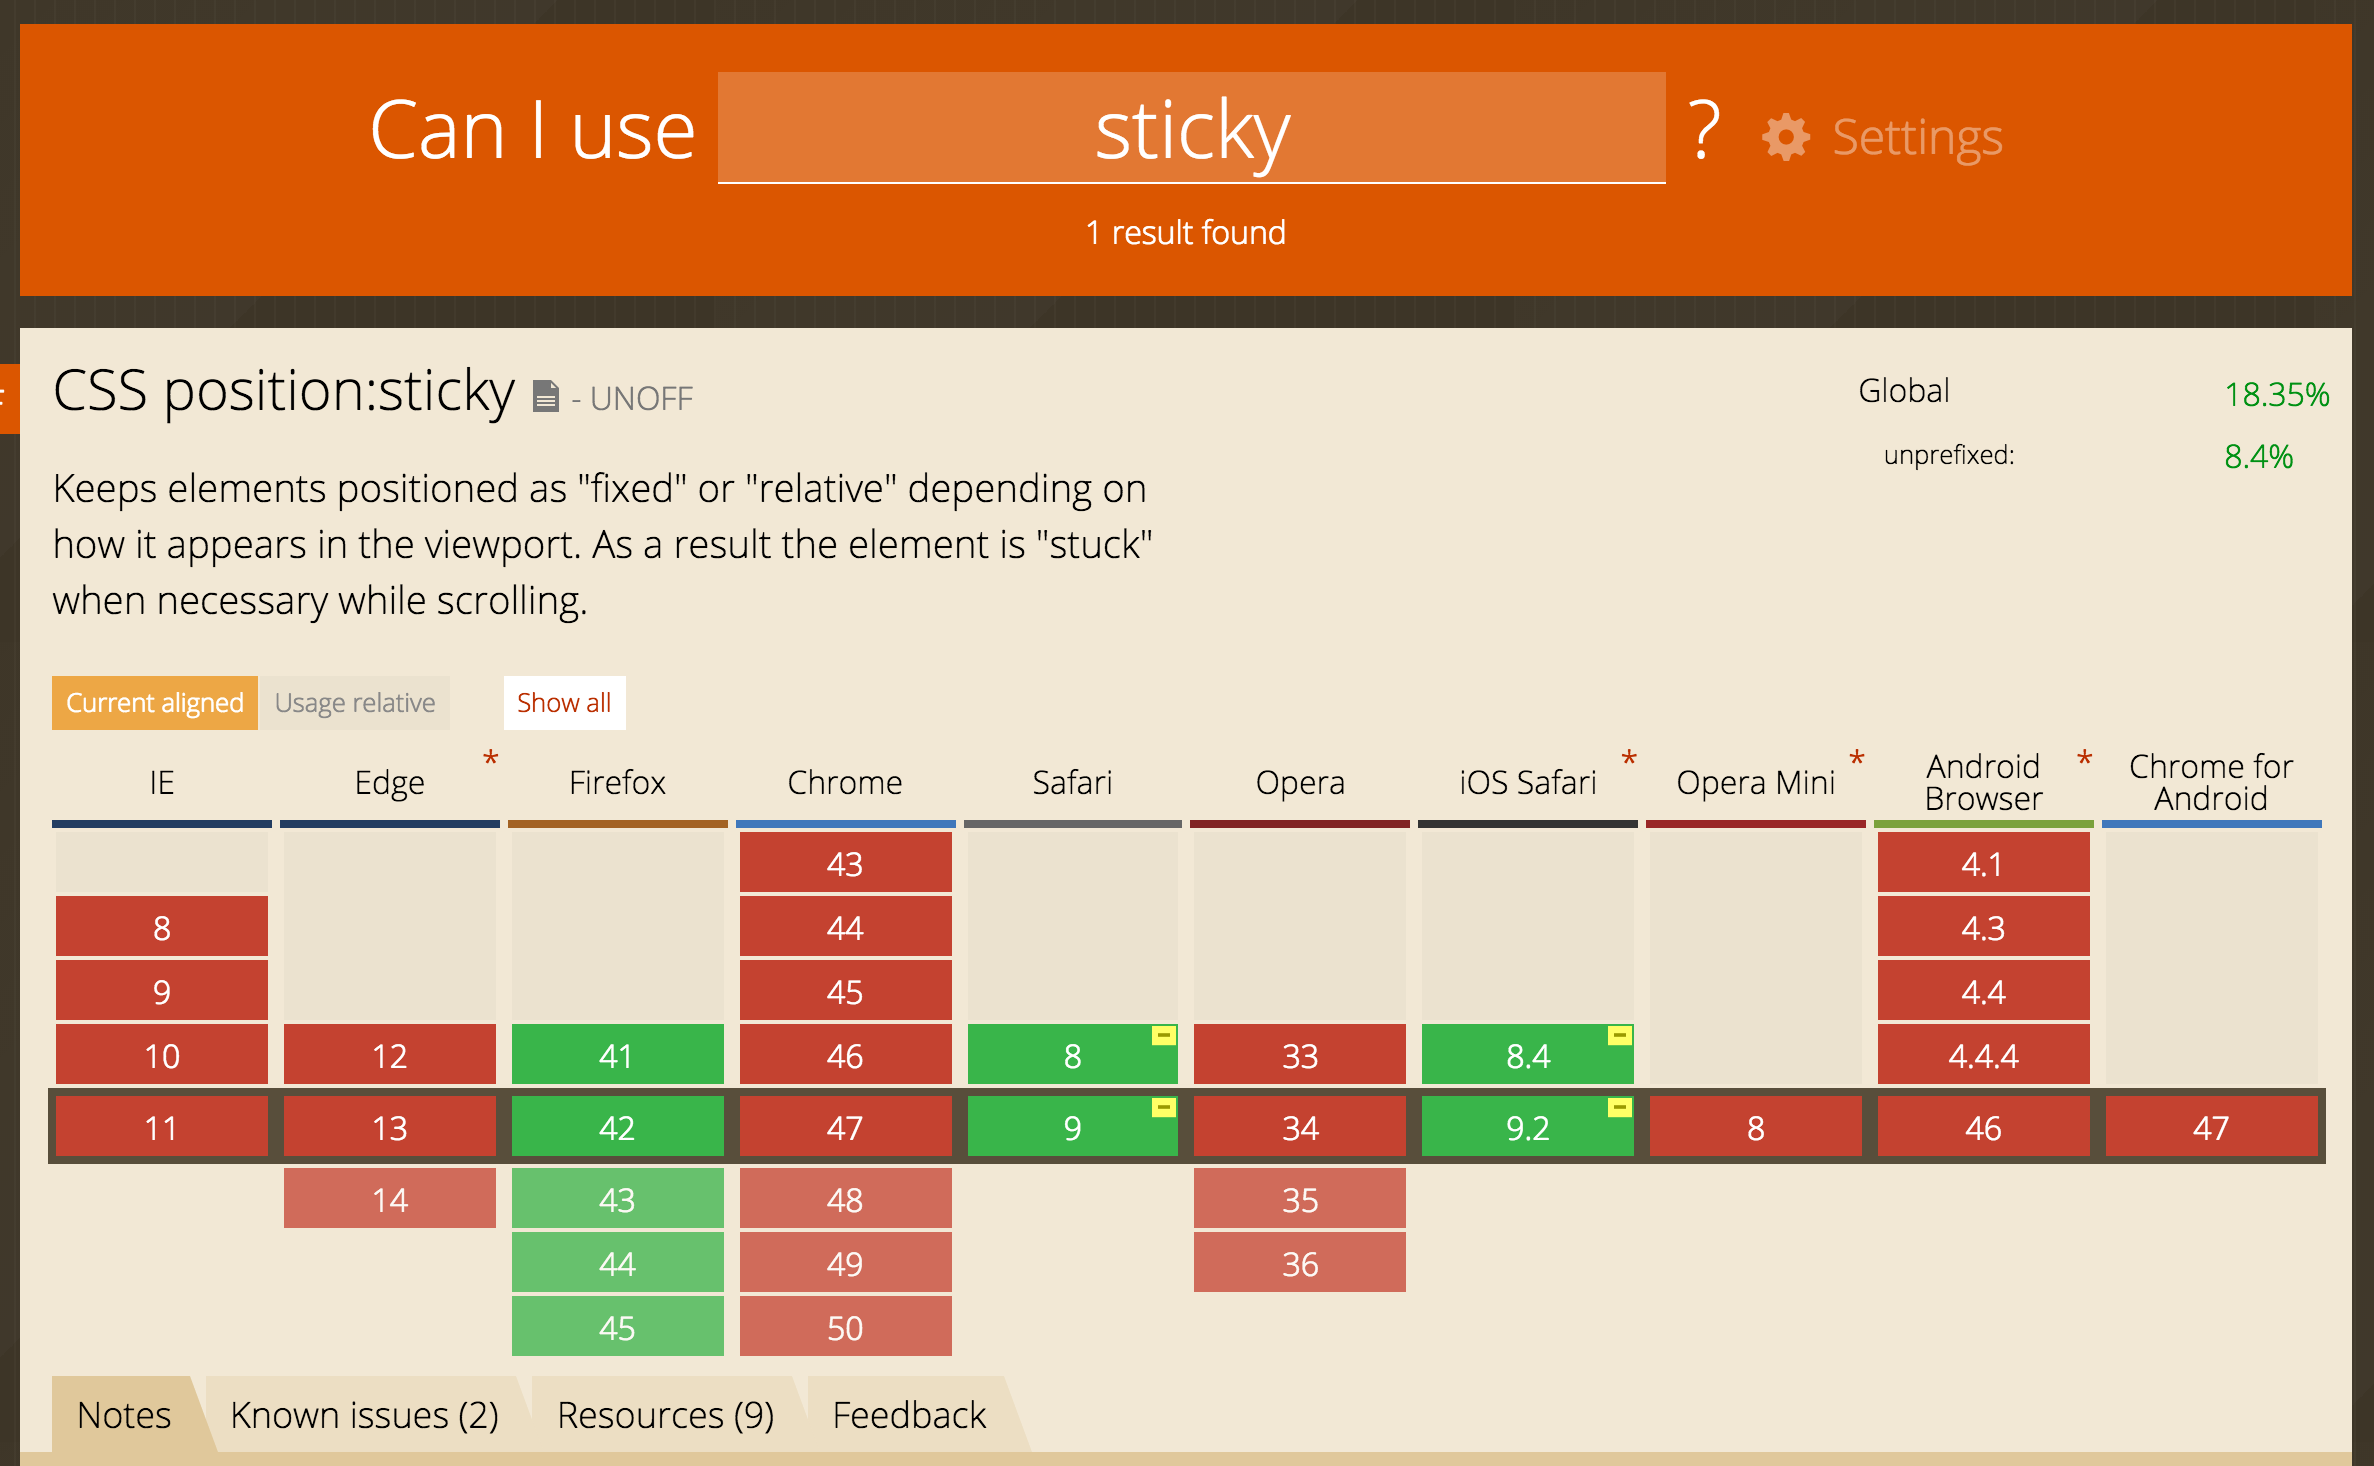 Can I use sticky ? Settings
1 result found
CSS position:sticky - UNOFF
Global 18.35%
unprefixed: 8.4%
Keeps elements positioned as "fixed" or "relative" depending on
how it appears in the viewport. As a result the element is "stuck"
when necessary while scrolling.
Current aligned Usage relative Show all
IE Edge * Firefox Chrome Safari Opera iOS Safari * Opera Mini * Android Browser * Chrome for Android
43 4.1
8 44 4.3
9 45 4.4
10 12 41 46 8 - 33 8.4 - 4.4.4
11 13 42 47 9 - 34 9.2 - 8 46 47
14 43 48 35
44 49 36
45 50
Notes Known issues (2) Resources (9) Feedback